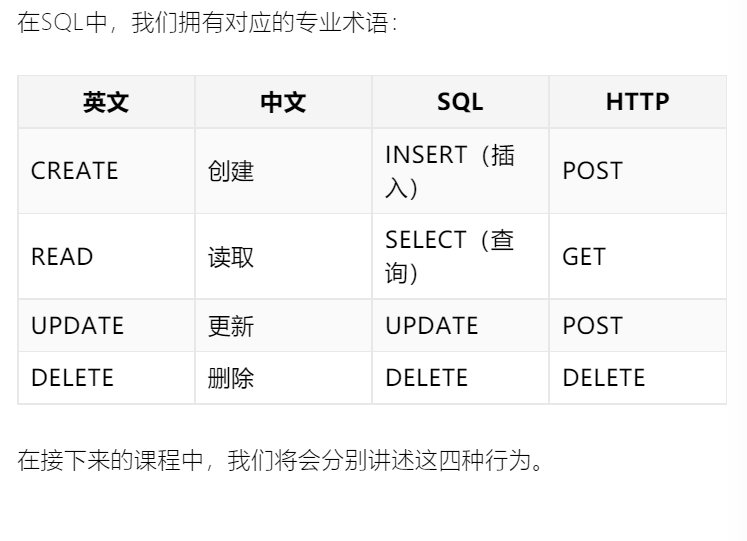 在SQL中，我们拥有对应的专业术语：
英文 中文 SQL HTTP
CREATE 创建 INSERT（插入） POST
READ 读取 SELECT（查询） GET
UPDATE 更新 UPDATE POST
DELETE 删除 DELETE DELETE
在接下来的课程中，我们将会分别讲述这四种行为。